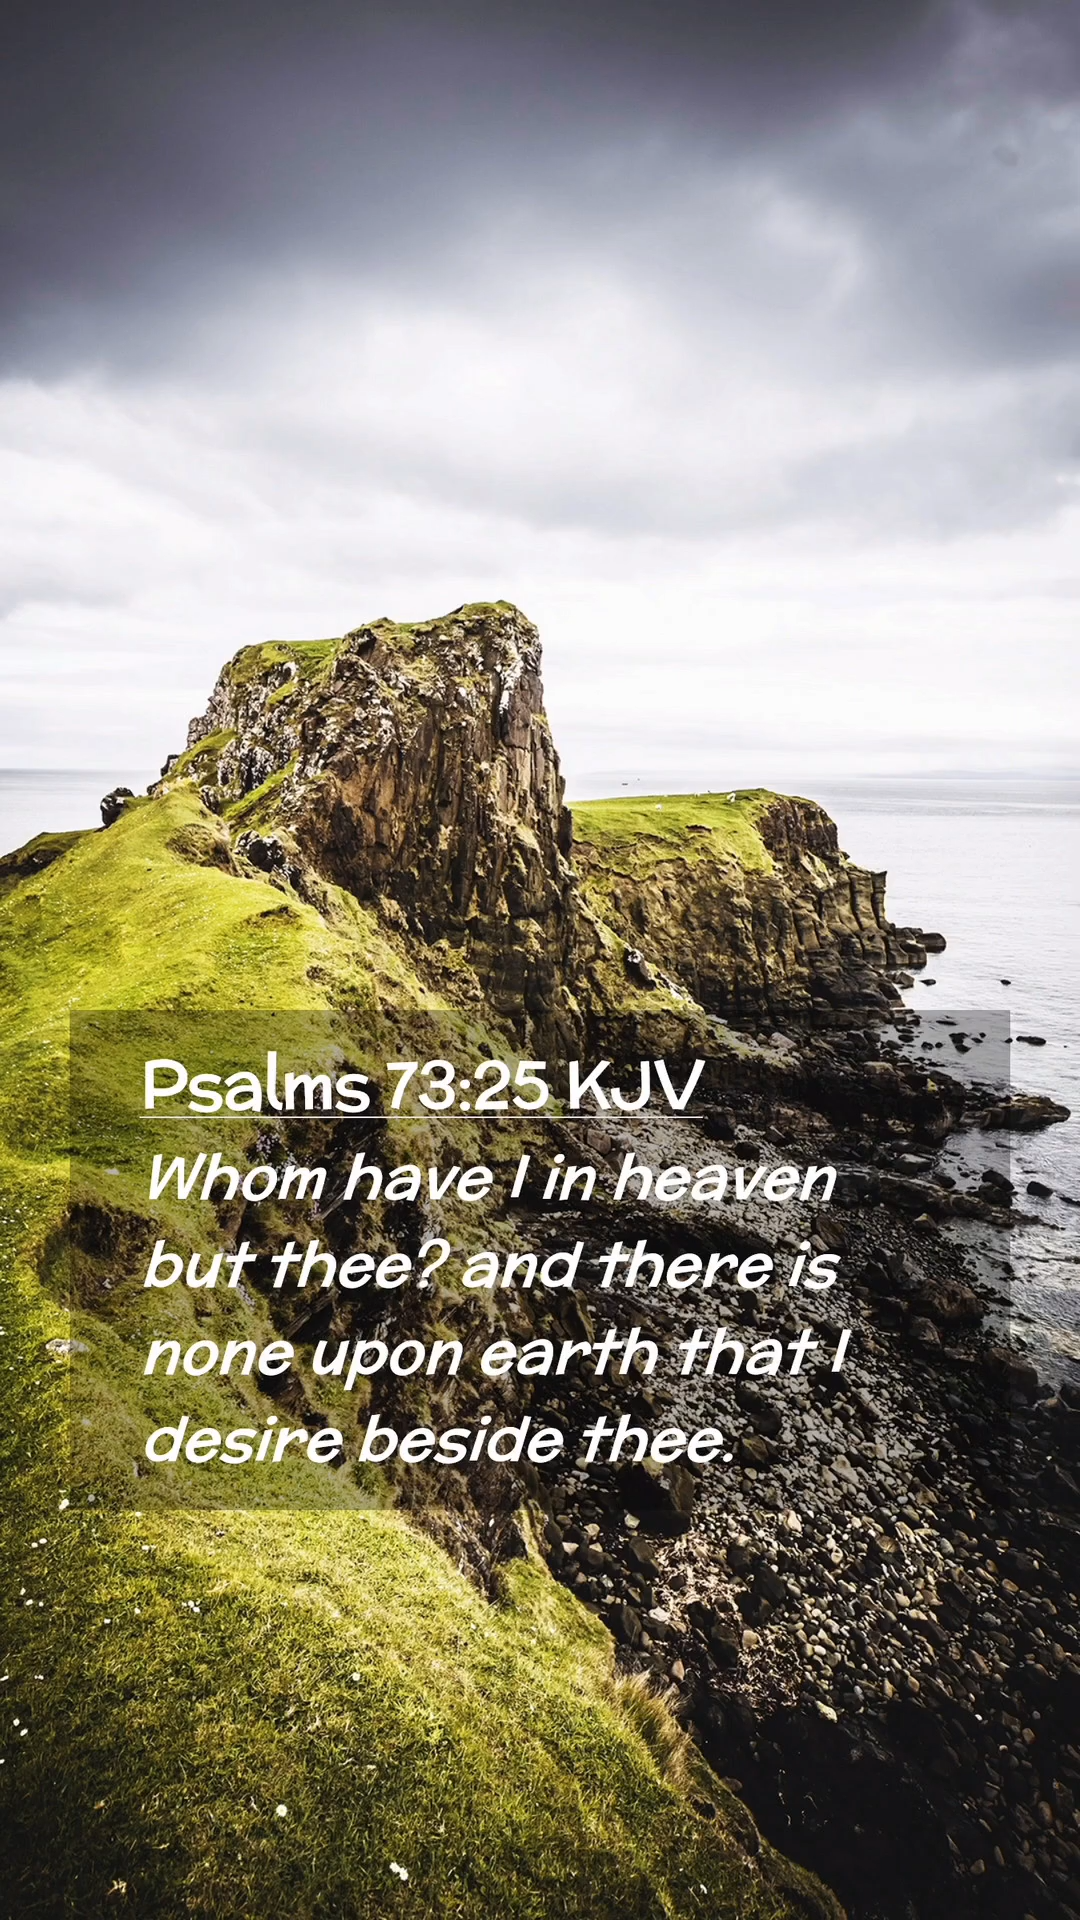 Psalms 73:25 KJV
Whom have I in heaven
but thee? and there is
none upon earth that I
desire beside thee.